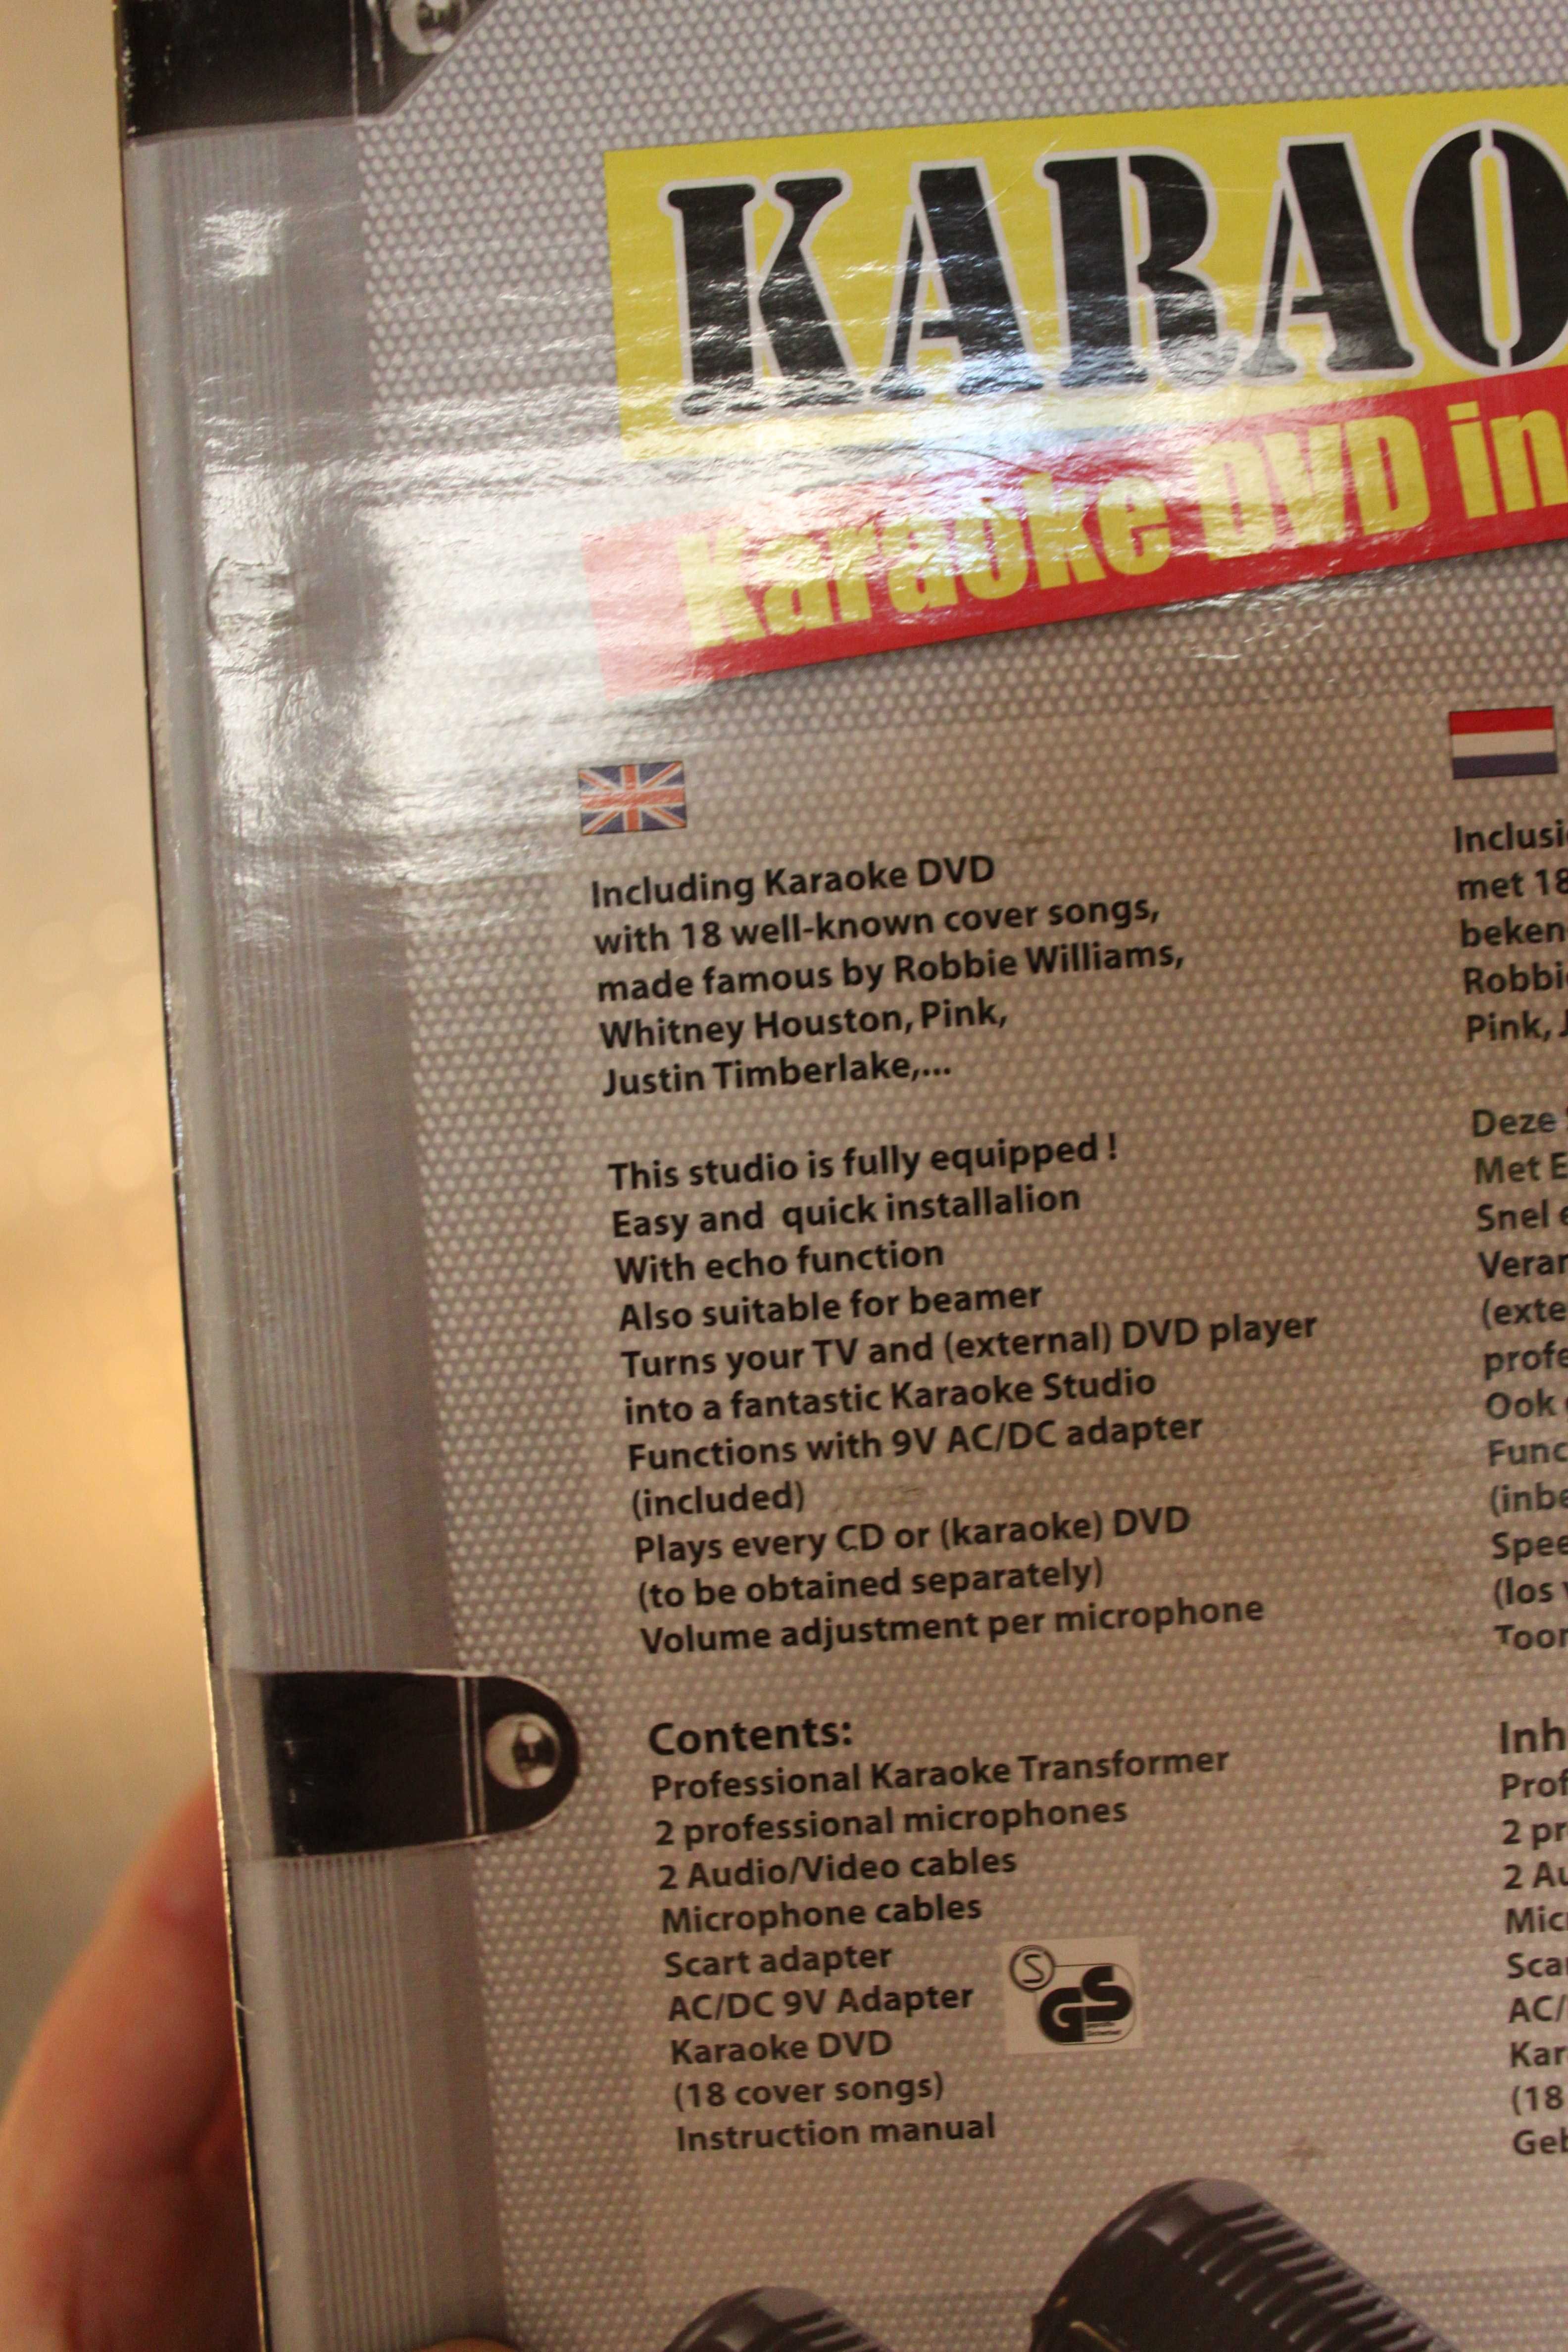 KARAO
Karaoke DVD in
Including Karaoke DVD
with 18 well-known cover songs,
made famous by Robbie Williams,
Whitney Houston, Pink,
Justin Timberlake,...
This studio is fully equipped !
Easy and quick installalion
With echo function
Also suitable for beamer
Turns your TV and (external) DVD player
into a fantastic Karaoke Studio
Functions with 9V AC/DC adapter
(included)
Plays every CD or (karaoke) DVD
(to be obtained separately)
Volume adjustment per microphone
Contents:
Professional Karaoke Transformer
2 professional microphones
2 Audio/Video cables
Microphone cables
Scart adapter
AC/DC 9V Adapter
Karaoke DVD
(18 cover songs)
Instruction manual
S
GS
Inclusi
met 18
beken
Robbie
Pink, J
Deze
Met E
Snel e
Veran
(exte
profe
Ook
Func
(inbe
Spee
(los v
Toon
Inh
Prof
2 pr
2 Au
Micr
Scar
AC/
Kar
(18
Geb